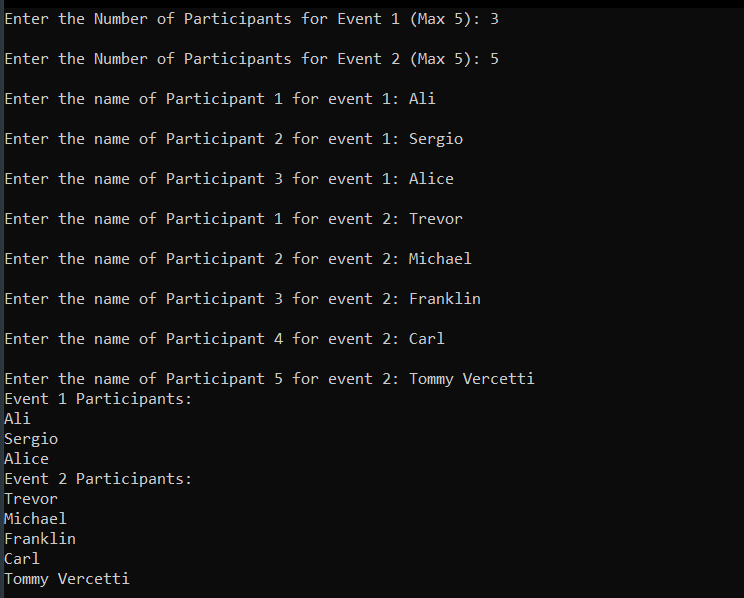 Enter the Number of Participants for Event 1 (Max 5): 3
Enter the Number of Participants for Event 2 (Max 5): 5
Enter the name of Participant 1 for event 1: Ali
Enter the name of Participant 2 for event 1: Sergio
Enter the name of Participant 3 for event 1: Alice
Enter the name of Participant 1 for event 2: Trevor
Enter the name of Participant 2 for event 2: Michael
Enter the name of Participant 3 for event 2: Franklin
Enter the name of Participant 4 for event 2: Carl
Enter the name of Participant 5 for event 2: Tommy Vercetti
Event 1 Participants:
Ali
Sergio
Alice
Event 2 Participants:
Trevor
Michael
Franklin
Carl
Tommy Vercetti